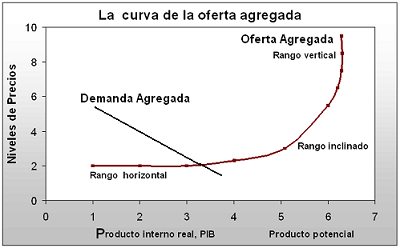 La curva de la oferta agregada
Niveles de Precios
10
8
6
4
2
0
Oferta Agregada
Rango vertical
Demanda Agregada
Rango inclinado
Rango horizontal
0 1 2 3 4 5 6 7
Producto interno real, PIB Producto potencial